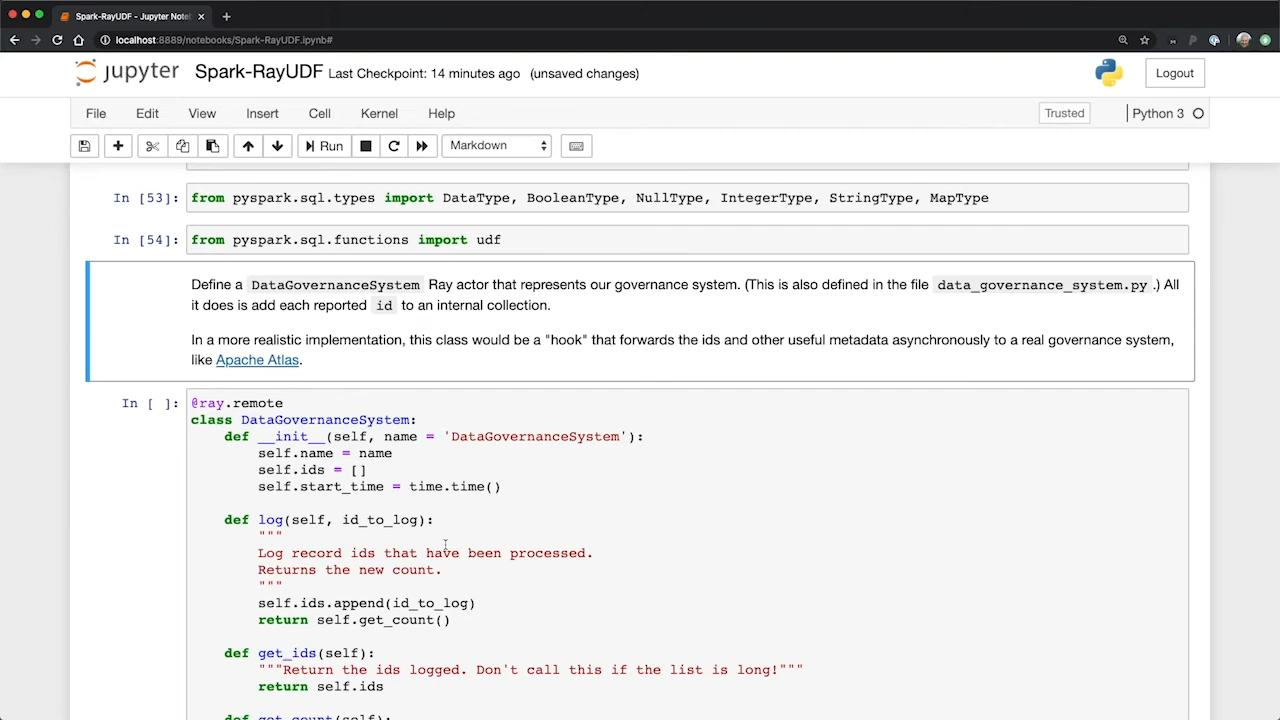 Spark-RayUDF - Jupyter Noteb
localhost:8889/notebooks/Spark-RayUDF.ipynb#
jupyter Spark-RayUDF Last Checkpoint: 14 minutes ago (unsaved changes) Logout
File Edit View Insert Cell Kernel Help Trusted Python 3
Run Markdown
In [53]: from pyspark.sql.types import DataType, BooleanType, NullType, IntegerType, StringType, MapType
In [54]: from pyspark.sql.functions import udf
Define a DataGovernanceSystem Ray actor that represents our governance system. (This is also defined in the file data_governance_system.py .) All
it does is add each reported id to an internal collection.
In a more realistic implementation, this class would be a "hook" that forwards the ids and other useful metadata asynchronously to a real governance system,
like Apache Atlas.
In [ ]: @ray.remote
class DataGovernanceSystem:
    def __init__(self, name = 'DataGovernanceSystem'):
        self.name = name
        self.ids = []
        self.start_time = time.time()
    def log(self, id_to_log):
        """
        Log record ids that have been processed.
        Returns the new count.
        """
        self.ids.append(id_to_log)
        return self.get_count()
    def get_ids(self):
        """Return the ids logged. Don't call this if the list is long!"""
        return self.ids
    def get_count(self):